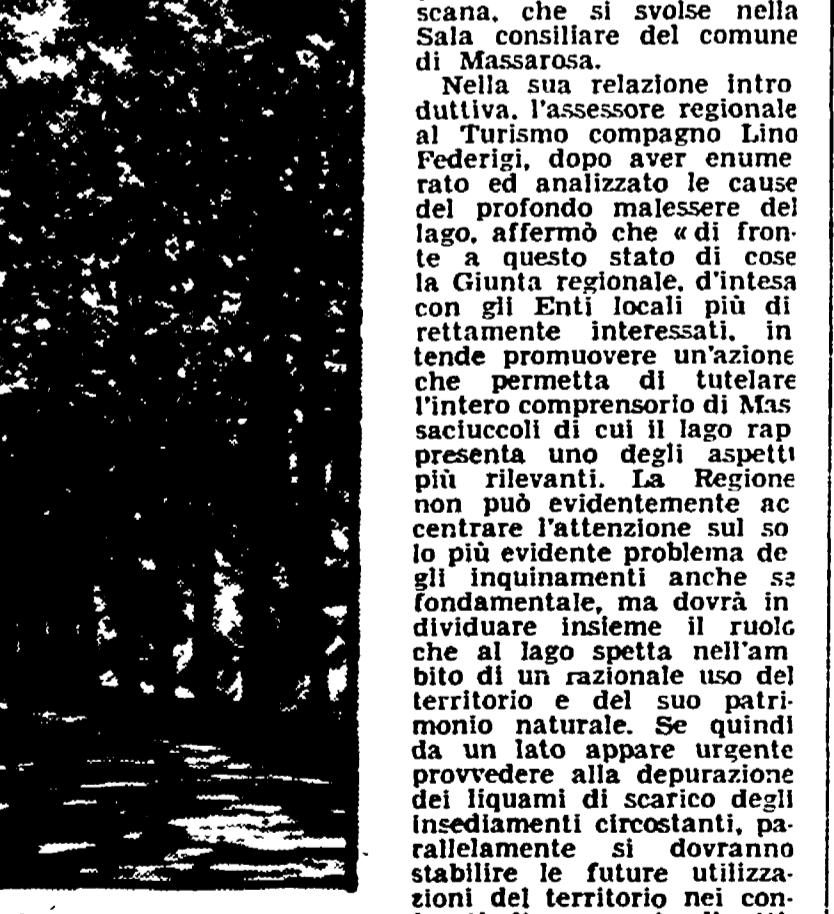 scana, che si svolse nella
Sala consiliare del comune
di Massarosa.
Nella sua relazione intro
duttiva, l'assessore regionale
al Turismo compagno Lino
Federigi, dopo aver enume
rato ed analizzato le cause
del profondo malessere del
lago, affermò che « di fron-
te a questo stato di cose
la Giunta regionale, d'intesa
con gli Enti locali più di
rettamente interessati, in
tende promuovere un'azione
che permetta di tutelare
l'intero comprensorio di Mas
saciuccoli di cui il lago rap
presenta uno degli aspetti
più rilevanti. La Regione
non può evidentemente ac
centrare l'attenzione sul so
lo più evidente problema de
gli inquinamenti anche se
fondamentale, ma dovrà in
dividuare insieme il ruolo
che al lago spetta nell'am
bito di un razionale uso del
territorio e del suo patri-
monio naturale. Se quindi
da un lato appare urgente
provvedere alla depurazione
dei liquami di scarico degli
insediamenti circostanti, pa-
rallelamente si dovranno
stabilire le future utilizza-
zioni del territorio nei con-